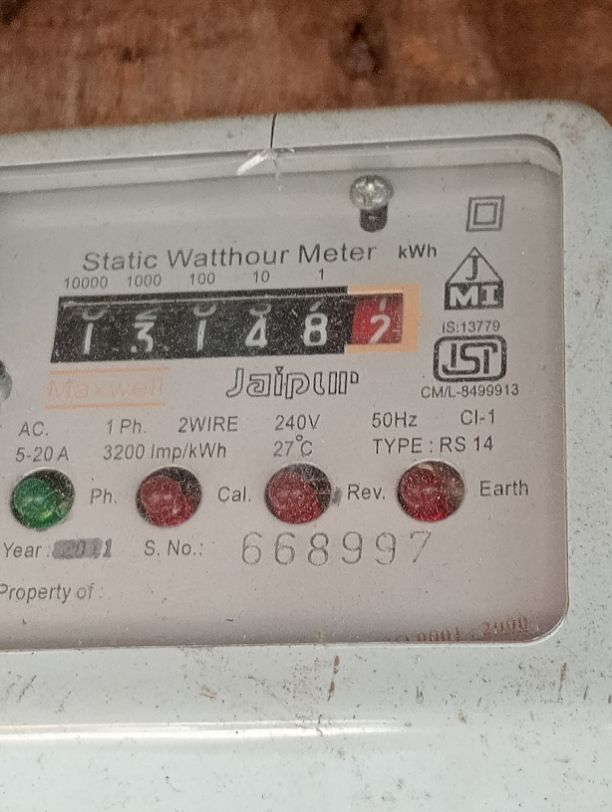 Static Watthour Meter kWh
10000 1000 100 10 1
1 3 1 4 8 2
J
MI
IS:13779
ISI
CM/L-8499913
Maxwell
Jaipur
AC. 1 Ph. 2WIRE 240V 50Hz Cl-1
5-20 A 3200 Imp/kWh 27°C TYPE : RS 14
Ph. Cal. Rev. Earth
Year : S. No.: 668997
Property of :